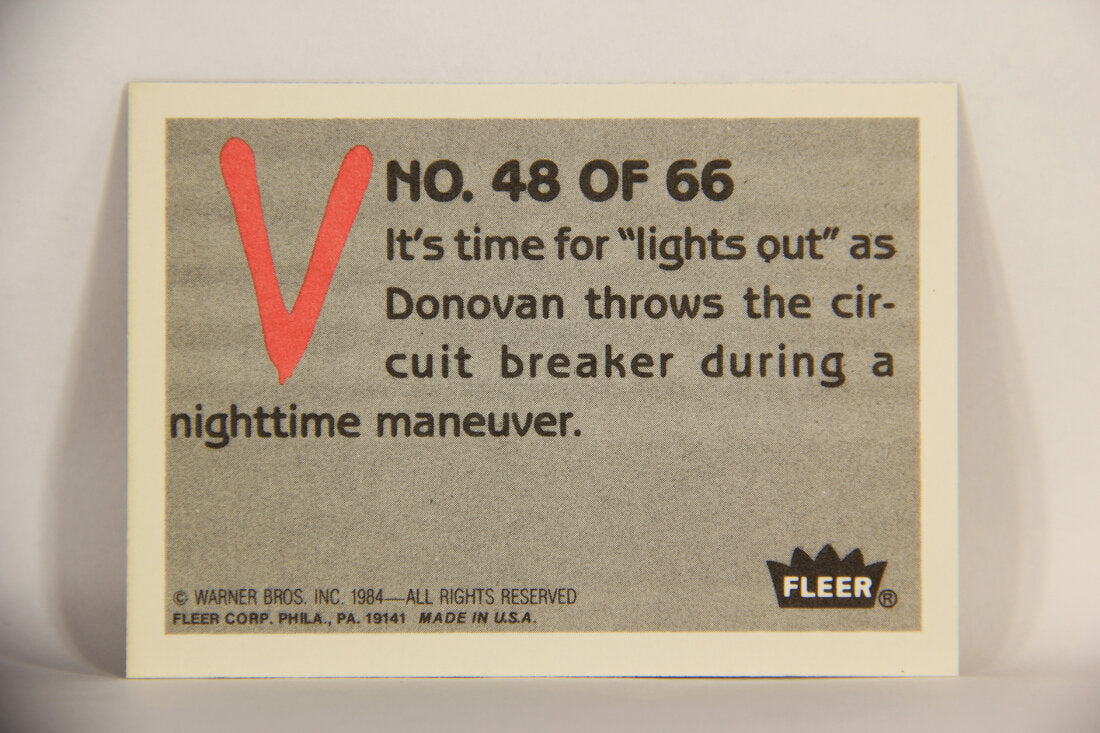 V
NO. 48 OF 66
It's time for "lights out" as
Donovan throws the cir-
cuit breaker during a
nighttime maneuver.
FLEER®
© WARNER BROS. INC. 1984—ALL RIGHTS RESERVED
FLEER CORP. PHILA., PA. 19141 MADE IN U.S.A.